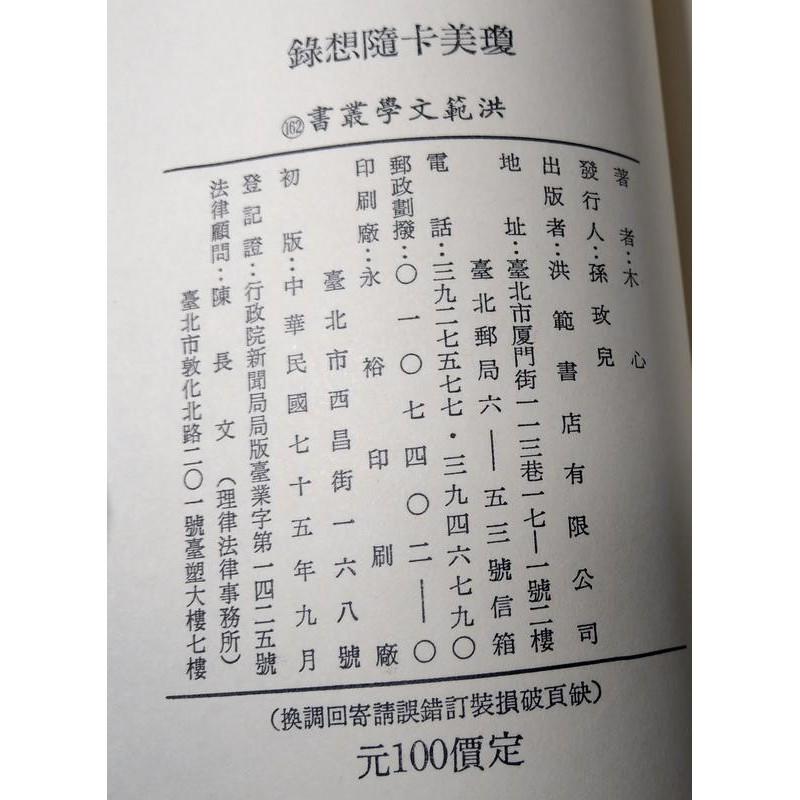 瓊美卡隨想錄
洪範文學叢書162
著者：木心
發行人：孫玫兒
出版者：洪範書店有限公司
地址：臺北市厦門街一一三巷一七—一號二樓
臺北郵局六—五三號信箱
電話：三九二七五七七・三九四六七九〇
郵政劃撥：〇一〇七四〇二—〇
印刷廠：永裕印刷廠
臺北市西昌街一六八號
初版：中華民國七十五年九月
登記證：行政院新聞局局版臺業字第一四二五號
法律顧問：陳長文（理律法律事務所）
臺北市敦化北路二〇一號臺塑大樓七樓
（缺頁破損裝訂錯誤請寄回調換）
定價100元